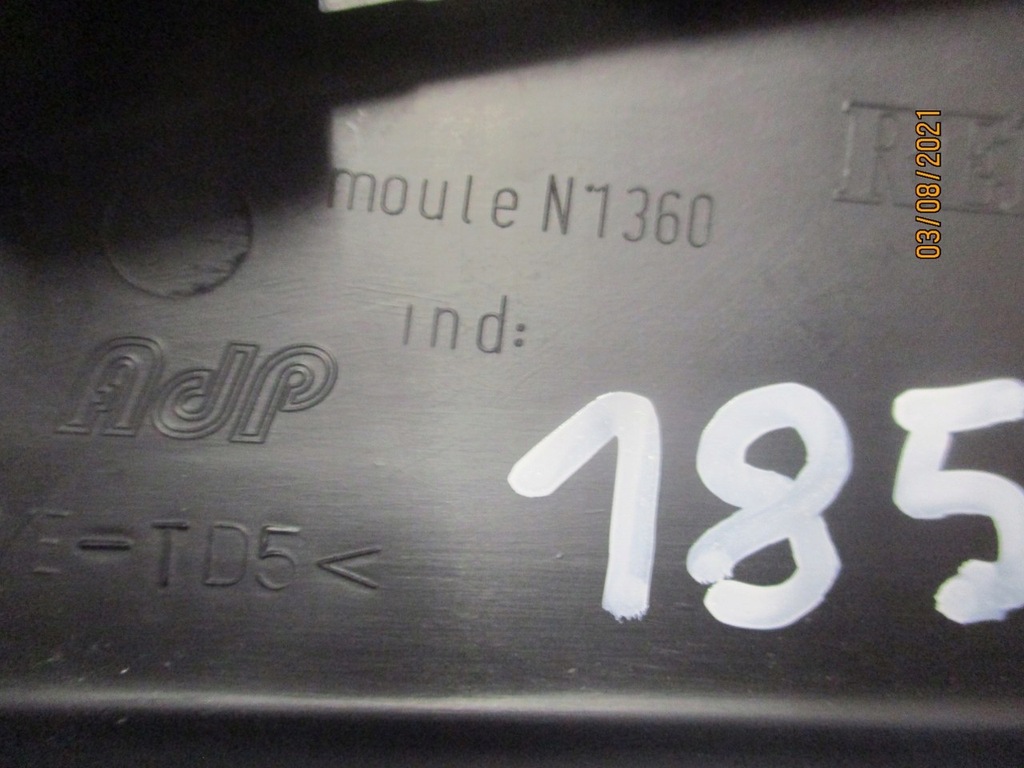 moule N°1360
03/08/2021
ind:
AdP
185
E-TD5<